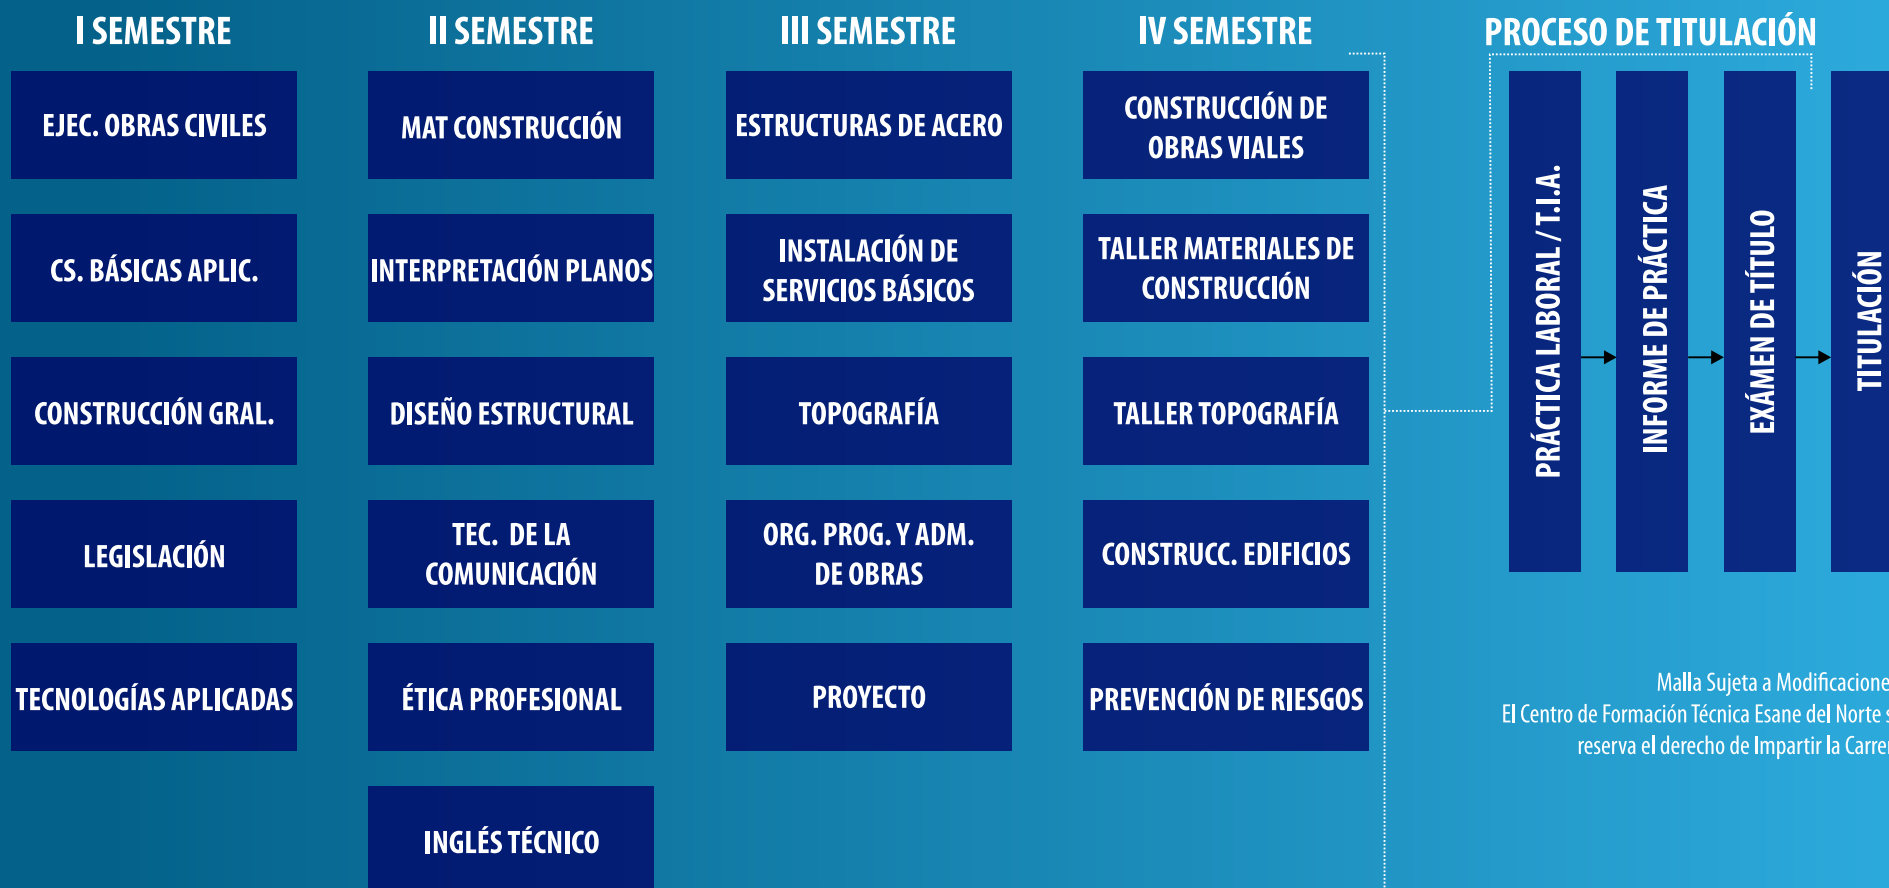 I SEMESTRE
EJEC. OBRAS CIVILES
CS. BÁSICAS APLIC.
CONSTRUCCIÓN GRAL.
LEGISLACIÓN
TECNOLOGÍAS APLICADAS
II SEMESTRE
MAT CONSTRUCCIÓN
INTERPRETACIÓN PLANOS
DISEÑO ESTRUCTURAL
TEC. DE LA
COMUNICACIÓN
ÉTICA PROFESIONAL
INGLÉS TÉCNICO
III SEMESTRE
ESTRUCTURAS DE ACERO
INSTALACIÓN DE
SERVICIOS BÁSICOS
TOPOGRAFÍA
ORG. PROG. Y ADM.
DE OBRAS
PROYECTO
IV SEMESTRE
CONSTRUCCIÓN DE
OBRAS VIALES
TALLER MATERIALES DE
CONSTRUCCIÓN
TALLER TOPOGRAFÍA
CONSTRUCC. EDIFICIOS
PREVENCIÓN DE RIESGOS
PROCESO DE TITULACIÓN
PRÁCTICA LABORAL / T.I.A.
INFORME DE PRÁCTICA
EXÁMEN DE TÍTULO
TITULACIÓN
Malla Sujeta a Modificacione
El Centro de Formación Técnica Esane del Norte s
reserva el derecho de Impartir la Carre